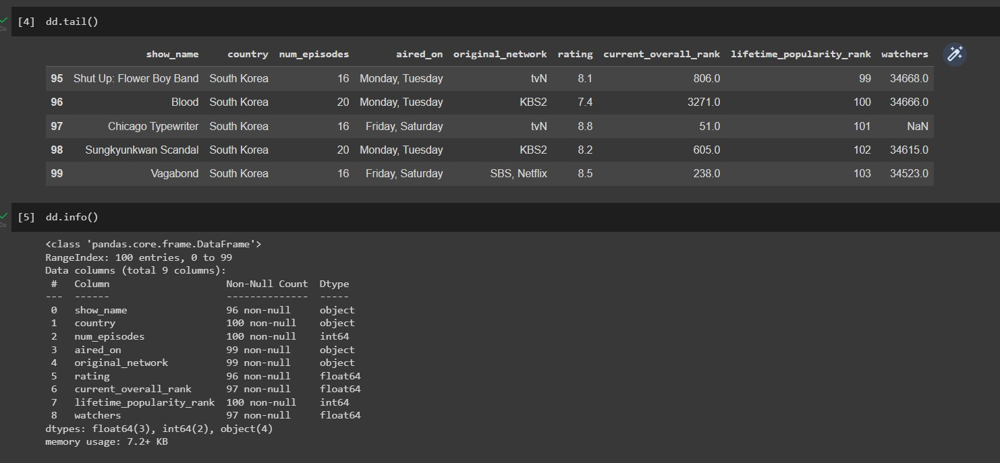 [4] dd.tail()
0s
show_name country num_episodes aired_on original_network rating current_overall_rank lifetime_popularity_rank watchers
95 Shut Up: Flower Boy Band South Korea 16 Monday, Tuesday tvN 8.1 806.0 99 34668.0
96 Blood South Korea 20 Monday, Tuesday KBS2 7.4 3271.0 100 34666.0
97 Chicago Typewriter South Korea 16 Friday, Saturday tvN 8.8 51.0 101 NaN
98 Sungkyunkwan Scandal South Korea 20 Monday, Tuesday KBS2 8.2 605.0 102 34615.0
99 Vagabond South Korea 16 Friday, Saturday SBS, Netflix 8.5 238.0 103 34523.0
[5] dd.info()
0s
<class 'pandas.core.frame.DataFrame'>
RangeIndex: 100 entries, 0 to 99
Data columns (total 9 columns):
# Column Non-Null Count Dtype
--- ------ -------------- -----
0 show_name 96 non-null object
1 country 100 non-null object
2 num_episodes 100 non-null int64
3 aired_on 99 non-null object
4 original_network 99 non-null object
5 rating 96 non-null float64
6 current_overall_rank 97 non-null float64
7 lifetime_popularity_rank 100 non-null int64
8 watchers 97 non-null float64
dtypes: float64(3), int64(2), object(4)
memory usage: 7.2+ KB